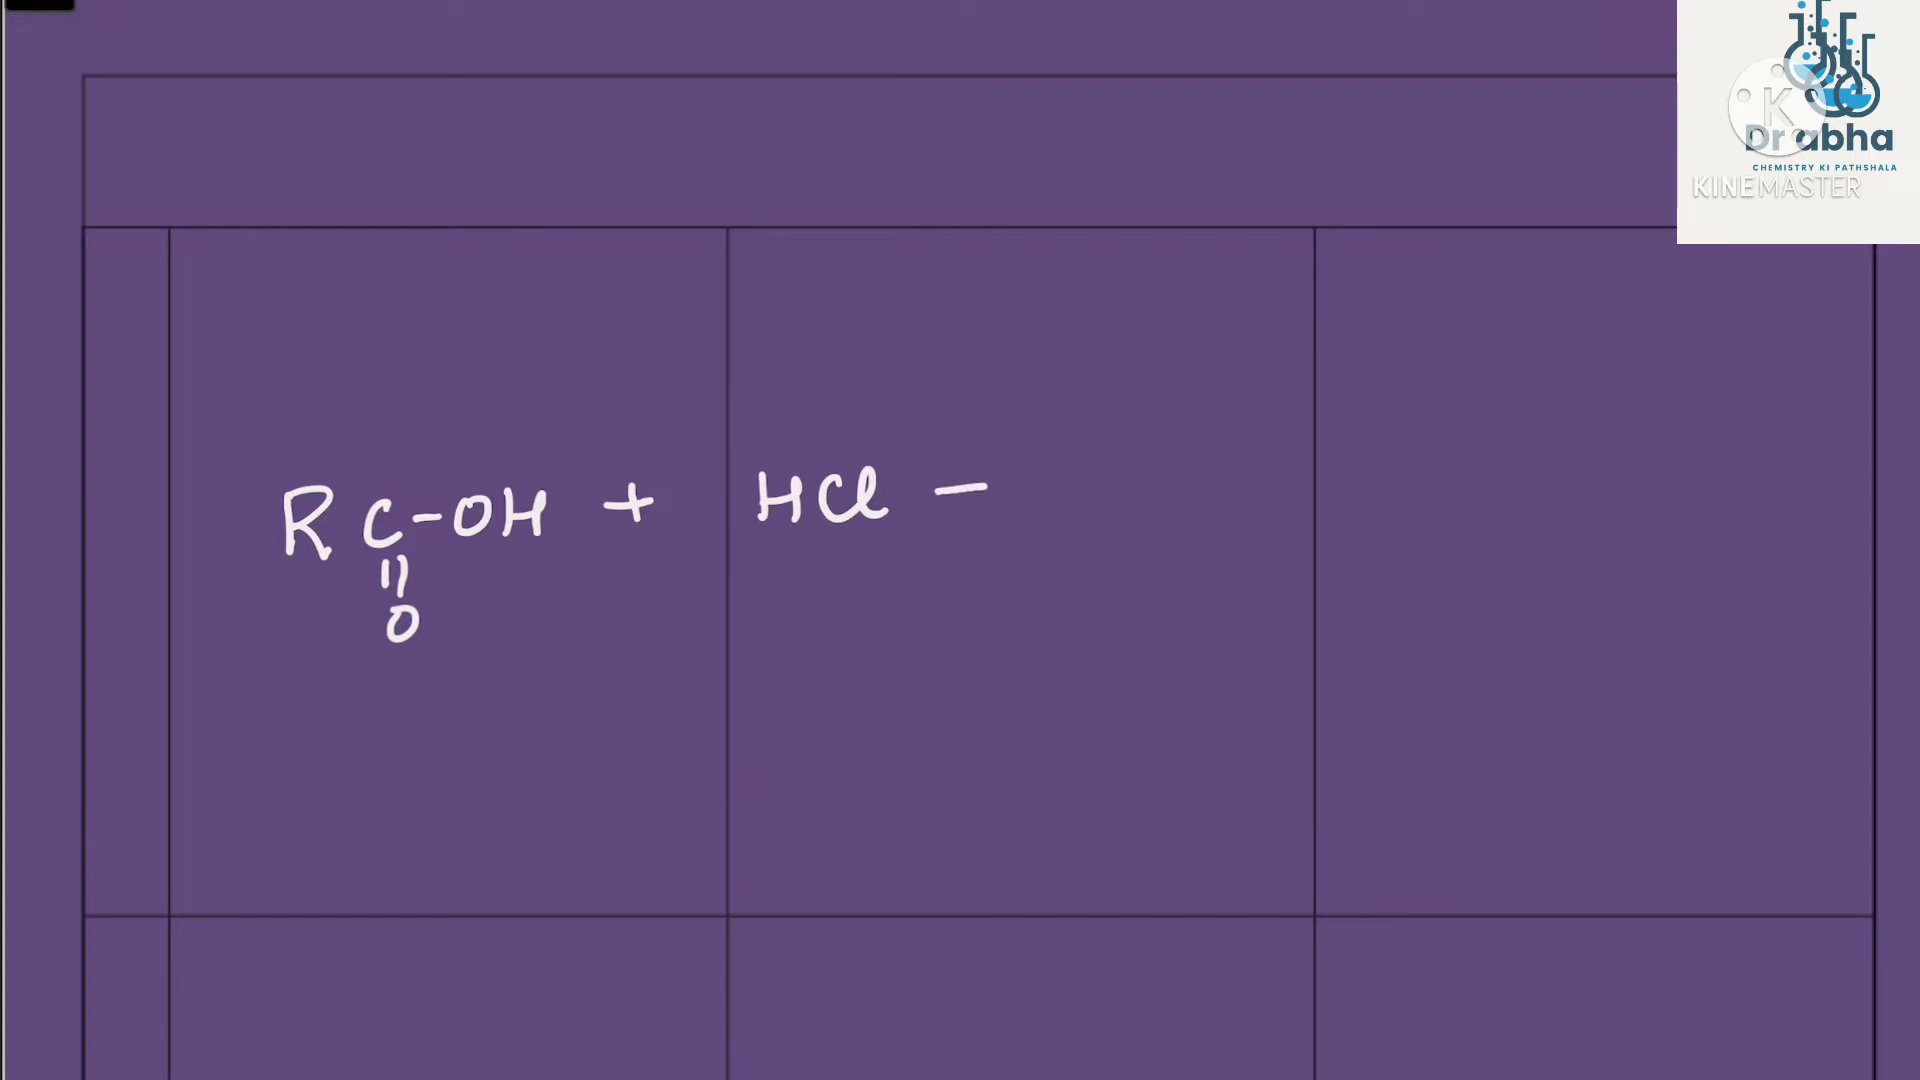 Dr abha
CHEMISTRY KI PATHSHALA
K
KINEMASTER
R C-OH + HCl -
||
O